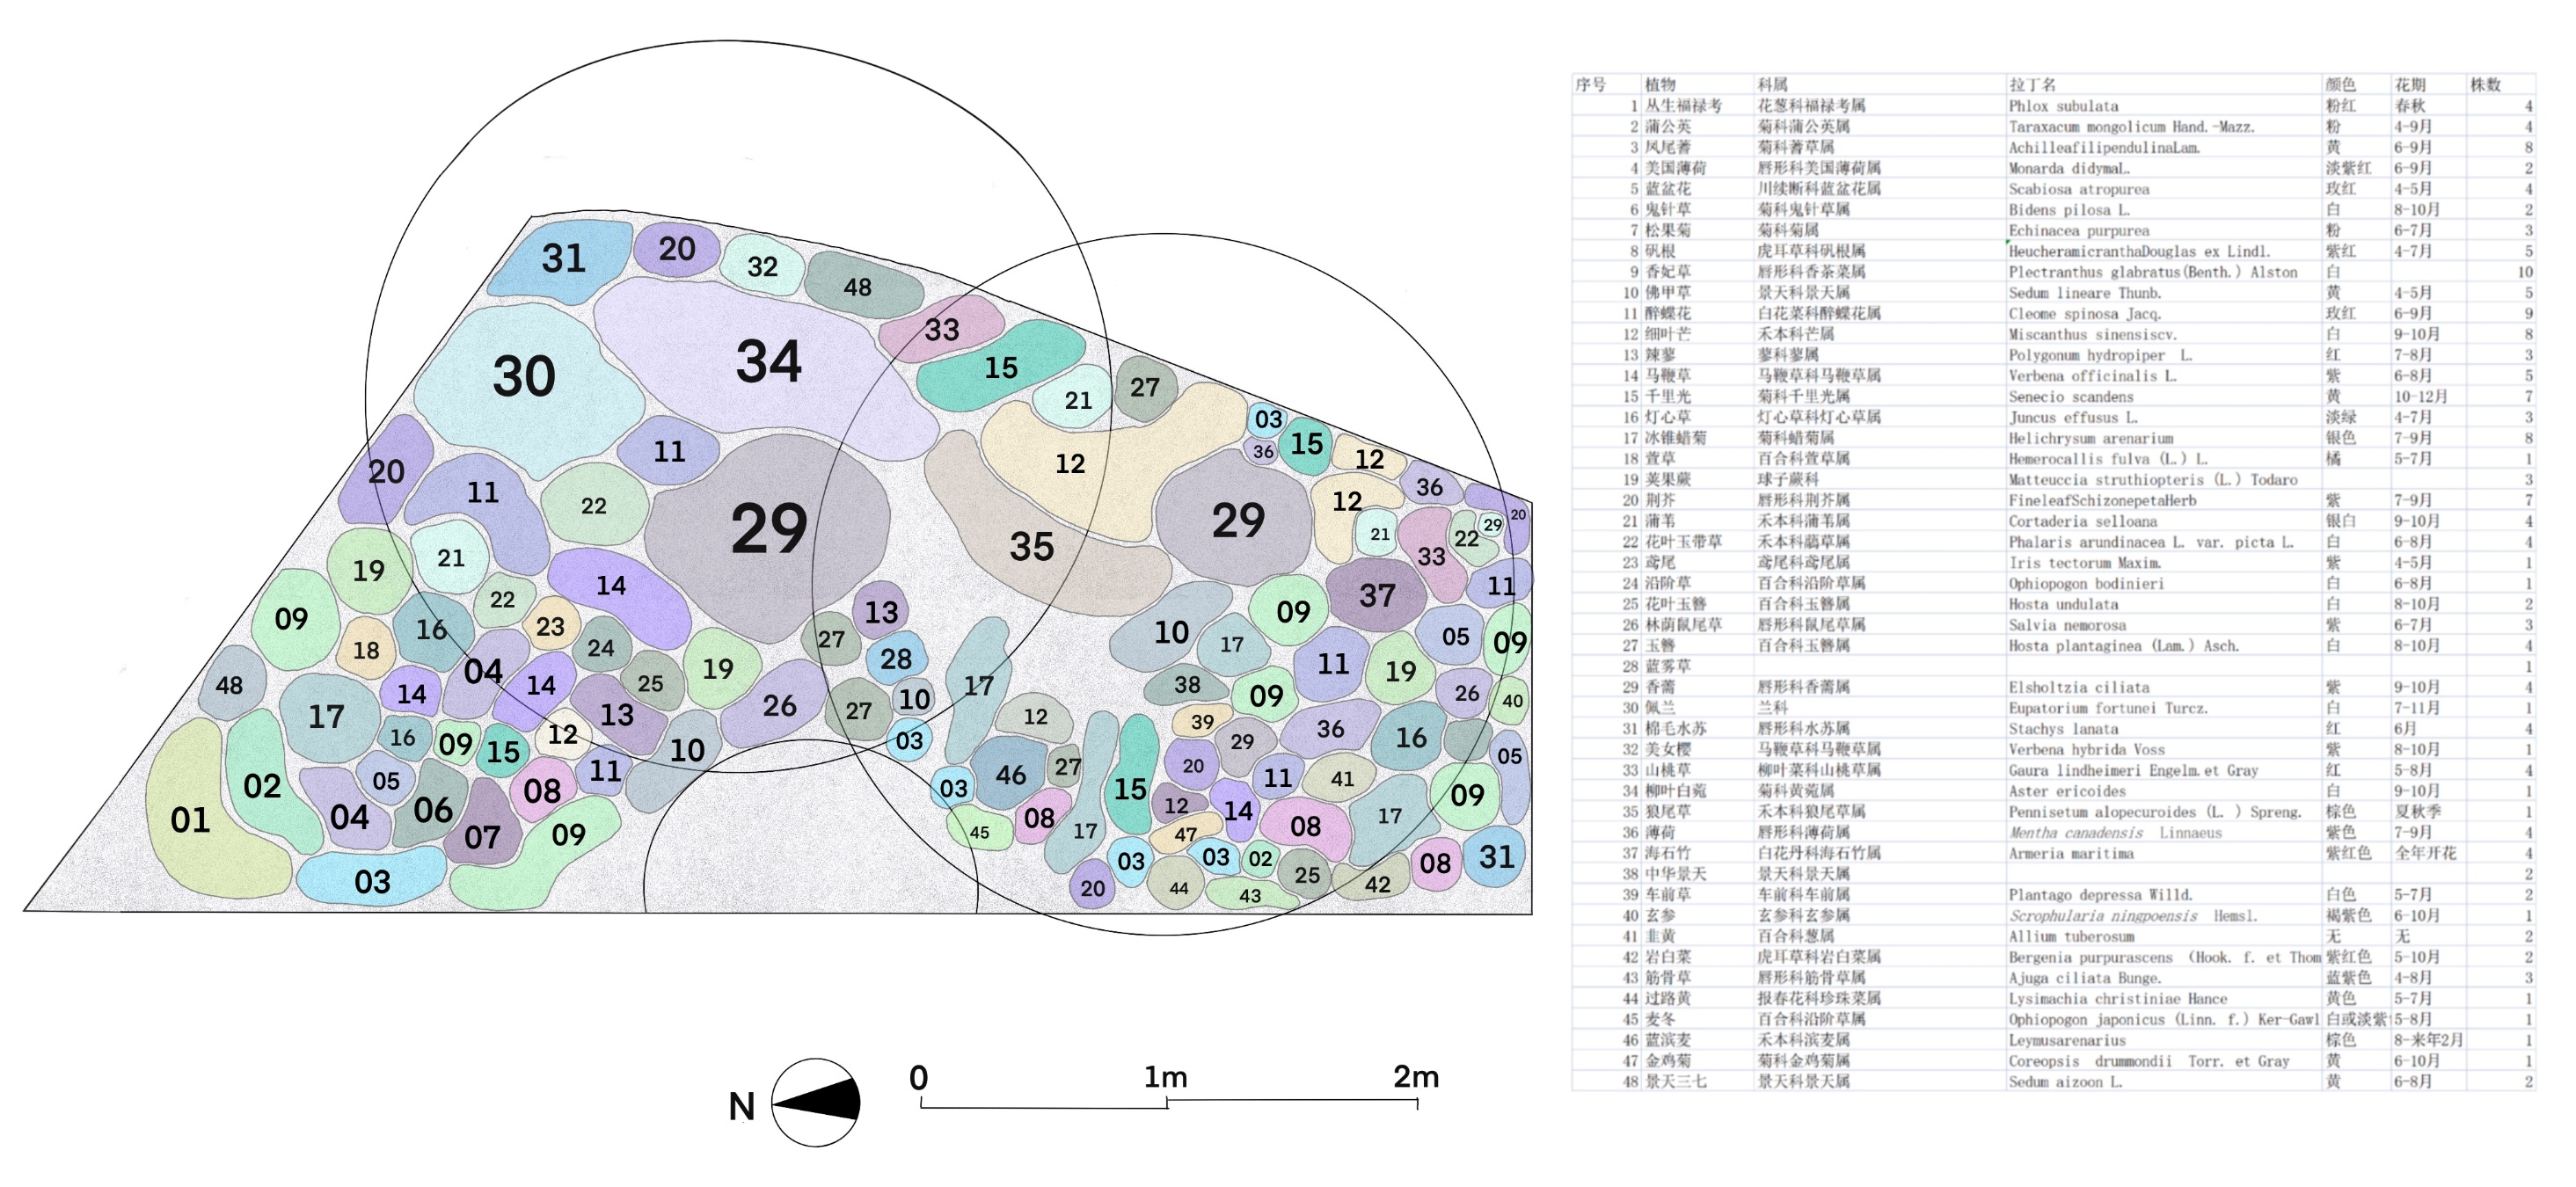 31 20 32 48
33
30 34 15
21 27
03
20 11 22 11 12 36 15 12
36
12
29 35 29 21 22 29 20
33
19 21 14 37 11
22
09 23 13 09
18 16 24 27 10 17 05 09
28 11 19
48 04 14 25 19 17 38 09 26 40
14
17 13 26 27 10 12 39 36
16 09 15 12 10 03 29 16
05 11 46 27 20 11 41 05
02 08 03 15 09
01 04 06 07 09 45 08 17 12 14 08 17
47
03 03 03 02 08 31
20 44 43 25 42
N 0 1m 2m
序号 植物 科属 拉丁名 颜色 花期 株数
1 丛生福禄考 花葱科福禄考属 Phlox subulata 粉红 春秋 4
2 蒲公英 菊科蒲公英属 Taraxacum mongolicum Hand.-Mazz. 粉 4-9月 4
3 凤尾蓍 菊科蓍草属 AchilleafilipendulinaLam. 黄 6-9月 8
4 美国薄荷 唇形科美国薄荷属 Monarda didymaL. 淡紫红 6-9月 2
5 蓝盆花 川续断科蓝盆花属 Scabiosa atropurea 玫红 4-5月 4
6 鬼针草 菊科鬼针草属 Bidens pilosa L. 白 8-10月 2
7 松果菊 菊科菊属 Echinacea purpurea 粉 6-7月 3
8 矾根 虎耳草科矾根属 HeucheramicranthaDouglas ex Lindl. 紫红 4-7月 5
9 香妃草 唇形科香茶菜属 Plectranthus glabratus(Benth.) Alston 白 10
10 佛甲草 景天科景天属 Sedum lineare Thunb. 黄 4-5月 5
11 醉蝶花 白花菜科醉蝶花属 Cleome spinosa Jacq. 玫红 6-9月 9
12 细叶芒 禾本科芒属 Miscanthus sinensiscv. 白 9-10月 8
13 辣蓼 蓼科蓼属 Polygonum hydropiper L. 红 7-8月 3
14 马鞭草 马鞭草科马鞭草属 Verbena officinalis L. 紫 6-8月 5
15 千里光 菊科千里光属 Senecio scandens 黄 10-12月 7
16 灯心草 灯心草科灯心草属 Juncus effusus L. 淡绿 4-7月 3
17 冰锥蜡菊 菊科蜡菊属 Helichrysum arenarium 银色 7-9月 8
18 萱草 百合科萱草属 Hemerocallis fulva (L.) L. 橘 5-7月 1
19 荚果蕨 球子蕨科 Matteuccia struthiopteris (L.) Todaro 3
20 荆芥 唇形科荆芥属 FineleafSchizonepetaHerb 紫 7-9月 7
21 蒲苇 禾本科蒲苇属 Cortaderia selloana 银白 9-10月 4
22 花叶玉带草 禾本科虉草属 Phalaris arundinacea L. var. picta L. 白 6-8月 4
23 鸢尾 鸢尾科鸢尾属 Iris tectorum Maxim. 紫 4-5月 1
24 沿阶草 百合科沿阶草属 Ophiopogon bodinieri 白 6-8月 1
25 花叶玉簪 百合科玉簪属 Hosta undulata 白 8-10月 2
26 林荫鼠尾草 唇形科鼠尾草属 Salvia nemorosa 紫 6-7月 3
27 玉簪 百合科玉簪属 Hosta plantaginea (Lam.) Asch. 白 8-10月 4
28 蓝雾草 1
29 香薷 唇形科香薷属 Elsholtzia ciliata 紫 9-10月 4
30 佩兰 兰科 Eupatorium fortunei Turcz. 白 7-11月 1
31 棉毛水苏 唇形科水苏属 Stachys lanata 红 6月 4
32 美女樱 马鞭草科马鞭草属 Verbena hybrida Voss 紫 8-10月 1
33 山桃草 柳叶菜科山桃草属 Gaura lindheimeri Engelm.et Gray 红 5-8月 4
34 柳叶白菀 菊科黄菀属 Aster ericoides 白 9-10月 1
35 狼尾草 禾本科狼尾草属 Pennisetum alopecuroides (L. ) Spreng. 棕色 夏秋季 1
36 薄荷 唇形科薄荷属 Mentha canadensis Linnaeus 紫色 7-9月 4
37 海石竹 白花丹科海石竹属 Armeria maritima 紫红色 全年开花 4
38 中华景天 景天科景天属 2
39 车前草 车前科车前属 Plantago depressa Willd. 白色 5-7月 2
40 玄参 玄参科玄参属 Scrophularia ningpoensis Hemsl. 褐紫色 6-10月 1
41 韭黄 百合科葱属 Allium tuberosum 无 无 2
42 岩白菜 虎耳草科岩白菜属 Bergenia purpurascens (Hook. f. et Thom 紫红色 5-10月 2
43 筋骨草 唇形科筋骨草属 Ajuga ciliata Bunge. 蓝紫色 4-8月 3
44 过路黄 报春花科珍珠菜属 Lysimachia christiniae Hance 黄色 5-7月 1
45 麦冬 百合科沿阶草属 Ophiopogon japonicus (Linn. f.) Ker-Gawl 白或淡紫 5-8月 1
46 蓝滨麦 禾本科滨麦属 Leymusarenarius 棕色 8-来年2月 1
47 金鸡菊 菊科金鸡菊属 Coreopsis drummondii Torr. et Gray 黄 6-10月 1
48 景天三七 景天科景天属 Sedum aizoon L. 黄 6-8月 2